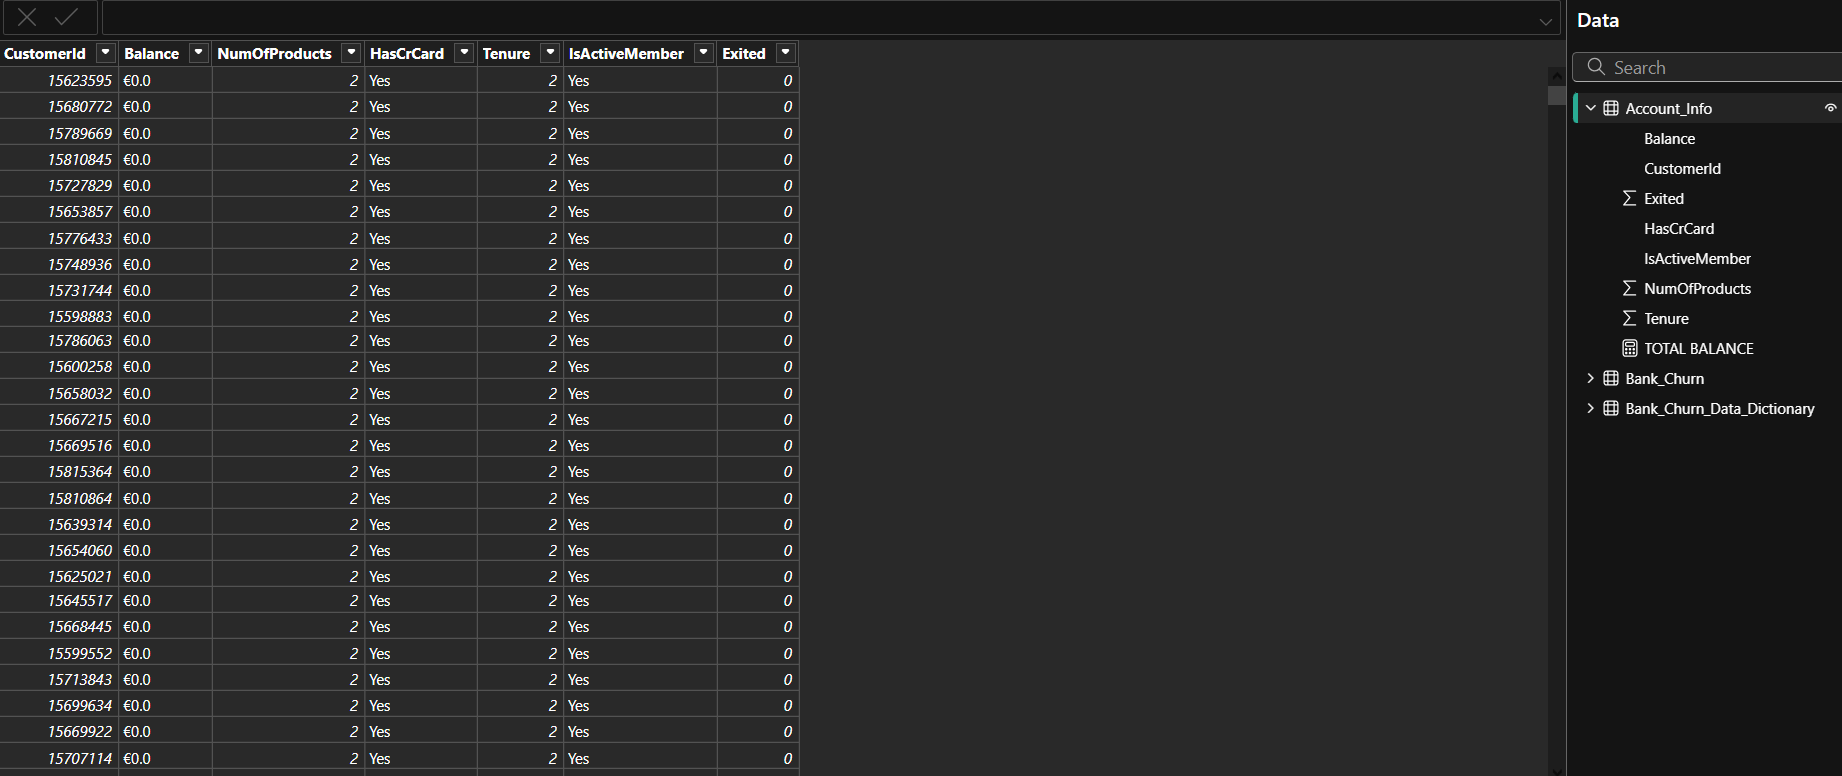 Data
CustomerId Balance NumOfProducts HasCrCard Tenure IsActiveMember Exited
15623595 €0.0 2 Yes 2 Yes 0
15680772 €0.0 2 Yes 2 Yes 0
15789669 €0.0 2 Yes 2 Yes 0
15810845 €0.0 2 Yes 2 Yes 0
15727829 €0.0 2 Yes 2 Yes 0
15653857 €0.0 2 Yes 2 Yes 0
15776433 €0.0 2 Yes 2 Yes 0
15748936 €0.0 2 Yes 2 Yes 0
15731744 €0.0 2 Yes 2 Yes 0
15598883 €0.0 2 Yes 2 Yes 0
15786063 €0.0 2 Yes 2 Yes 0
15600258 €0.0 2 Yes 2 Yes 0
15658032 €0.0 2 Yes 2 Yes 0
15667215 €0.0 2 Yes 2 Yes 0
15669516 €0.0 2 Yes 2 Yes 0
15815364 €0.0 2 Yes 2 Yes 0
15810864 €0.0 2 Yes 2 Yes 0
15639314 €0.0 2 Yes 2 Yes 0
15654060 €0.0 2 Yes 2 Yes 0
15625021 €0.0 2 Yes 2 Yes 0
15645517 €0.0 2 Yes 2 Yes 0
15668445 €0.0 2 Yes 2 Yes 0
15599552 €0.0 2 Yes 2 Yes 0
15713843 €0.0 2 Yes 2 Yes 0
15699634 €0.0 2 Yes 2 Yes 0
15669922 €0.0 2 Yes 2 Yes 0
15707114 €0.0 2 Yes 2 Yes 0
Search
Account_Info
Balance
CustomerId
Exited
HasCrCard
IsActiveMember
NumOfProducts
Tenure
TOTAL BALANCE
Bank_Churn
Bank_Churn_Data_Dictionary